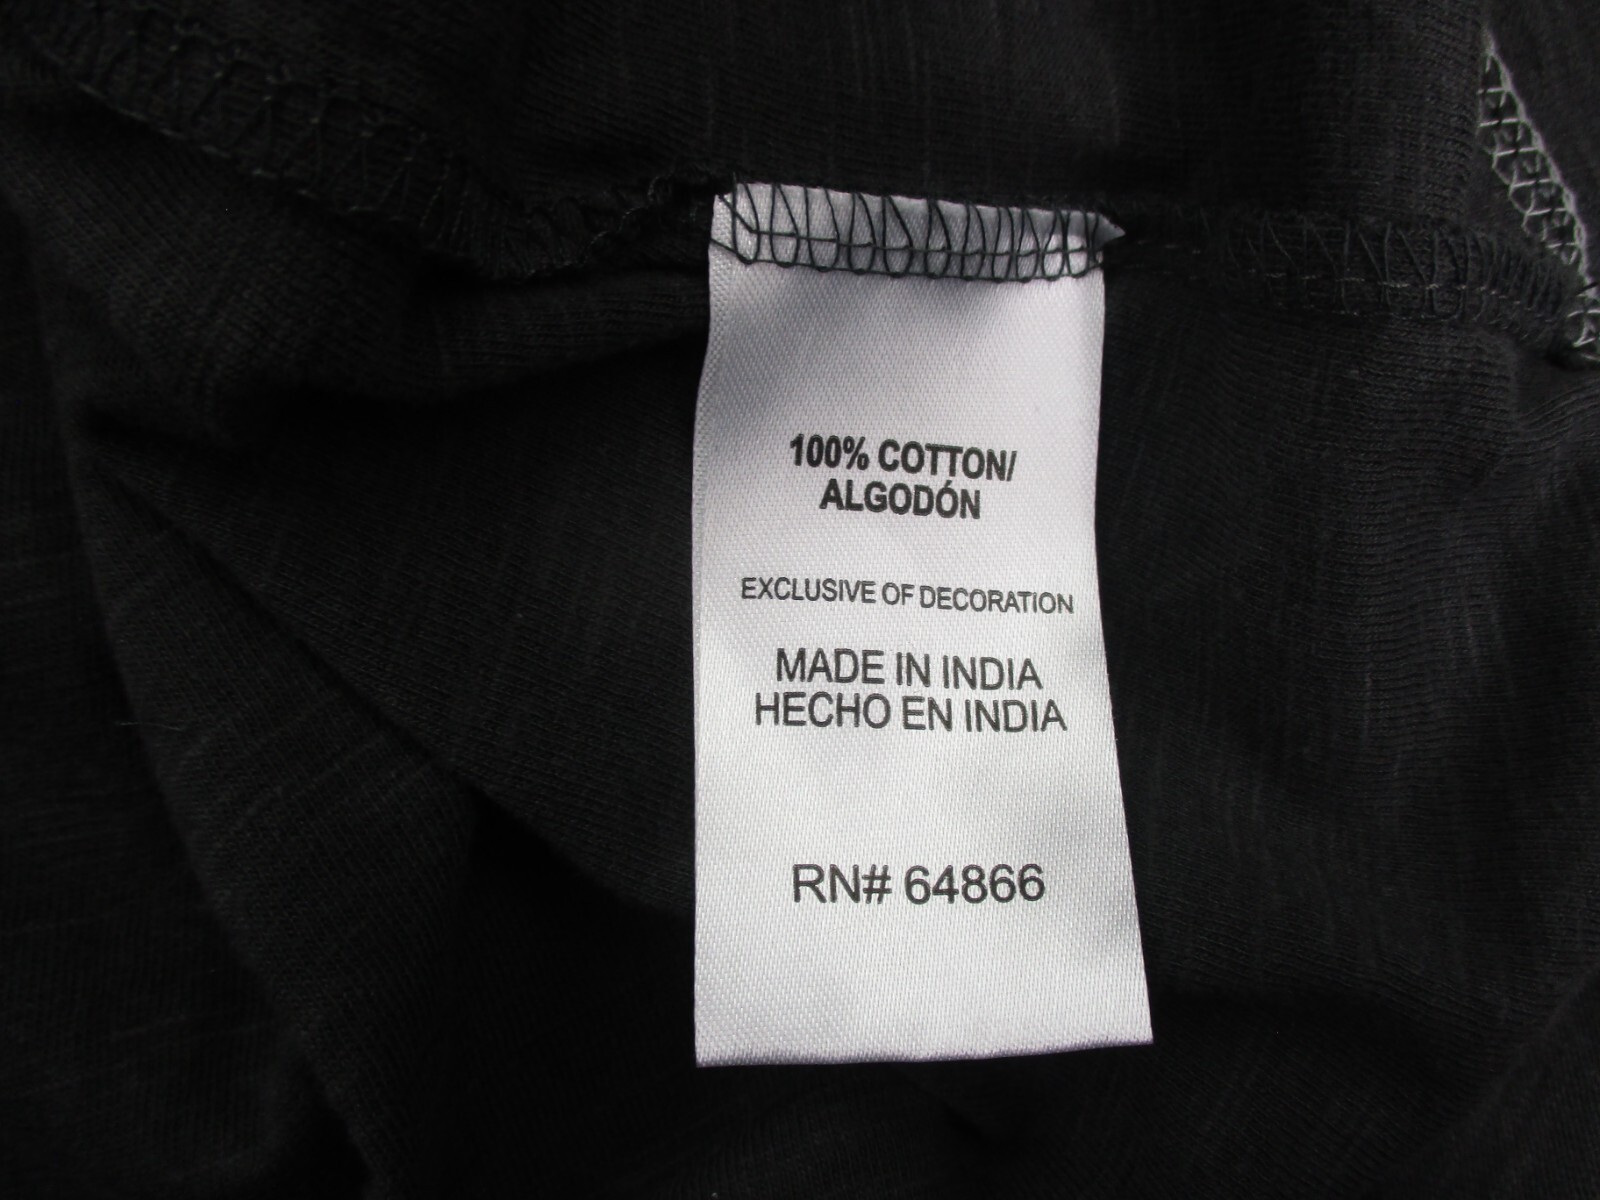 100% COTTON/
ALGODÓN
EXCLUSIVE OF DECORATION
MADE IN INDIA
HECHO EN INDIA
RN# 64866